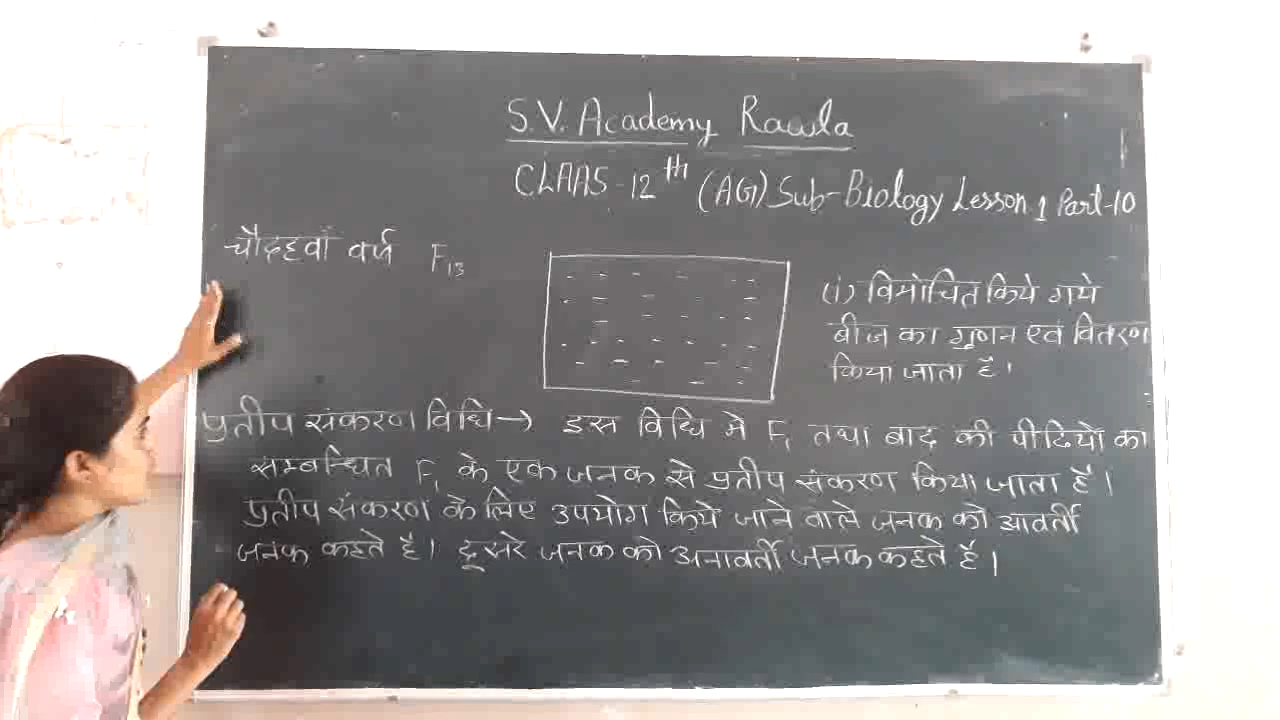 S.V. Academy Rawla
CLAAS-12th (AG) Sub-Biology Lesson 1 Part-10
चौदहवाँ वर्ष F13
(i) विमोचित किये गये
बीज का गुणन एवं वितरण
किया जाता है।
प्रतीप संकरण विधि → इस विधि मे F1 तथा बाद की पीढियो का
सम्बन्धित F1 के एक जनक से प्रतीप संकरण किया जाता है।
प्रतीप संकरण के लिए उपयोग किये जाने वाले जनक को आवर्ती
जनक कहते है। दूसरे जनक को अनावर्ती जनक कहते है।